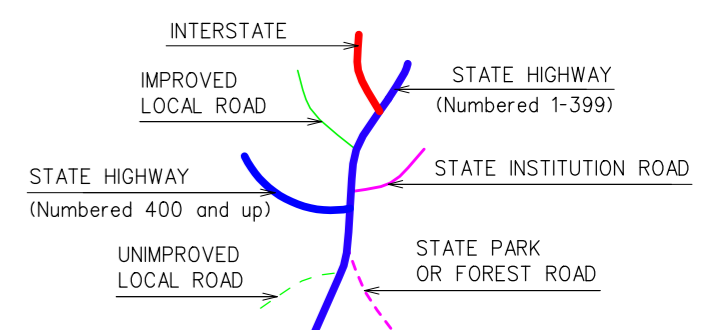 INTERSTATE
IMPROVED
LOCAL ROAD
STATE HIGHWAY
(Numbered 1-399)
STATE HIGHWAY
(Numbered 400 and up)
STATE INSTITUTION ROAD
UNIMPROVED
LOCAL ROAD
STATE PARK
OR FOREST ROAD